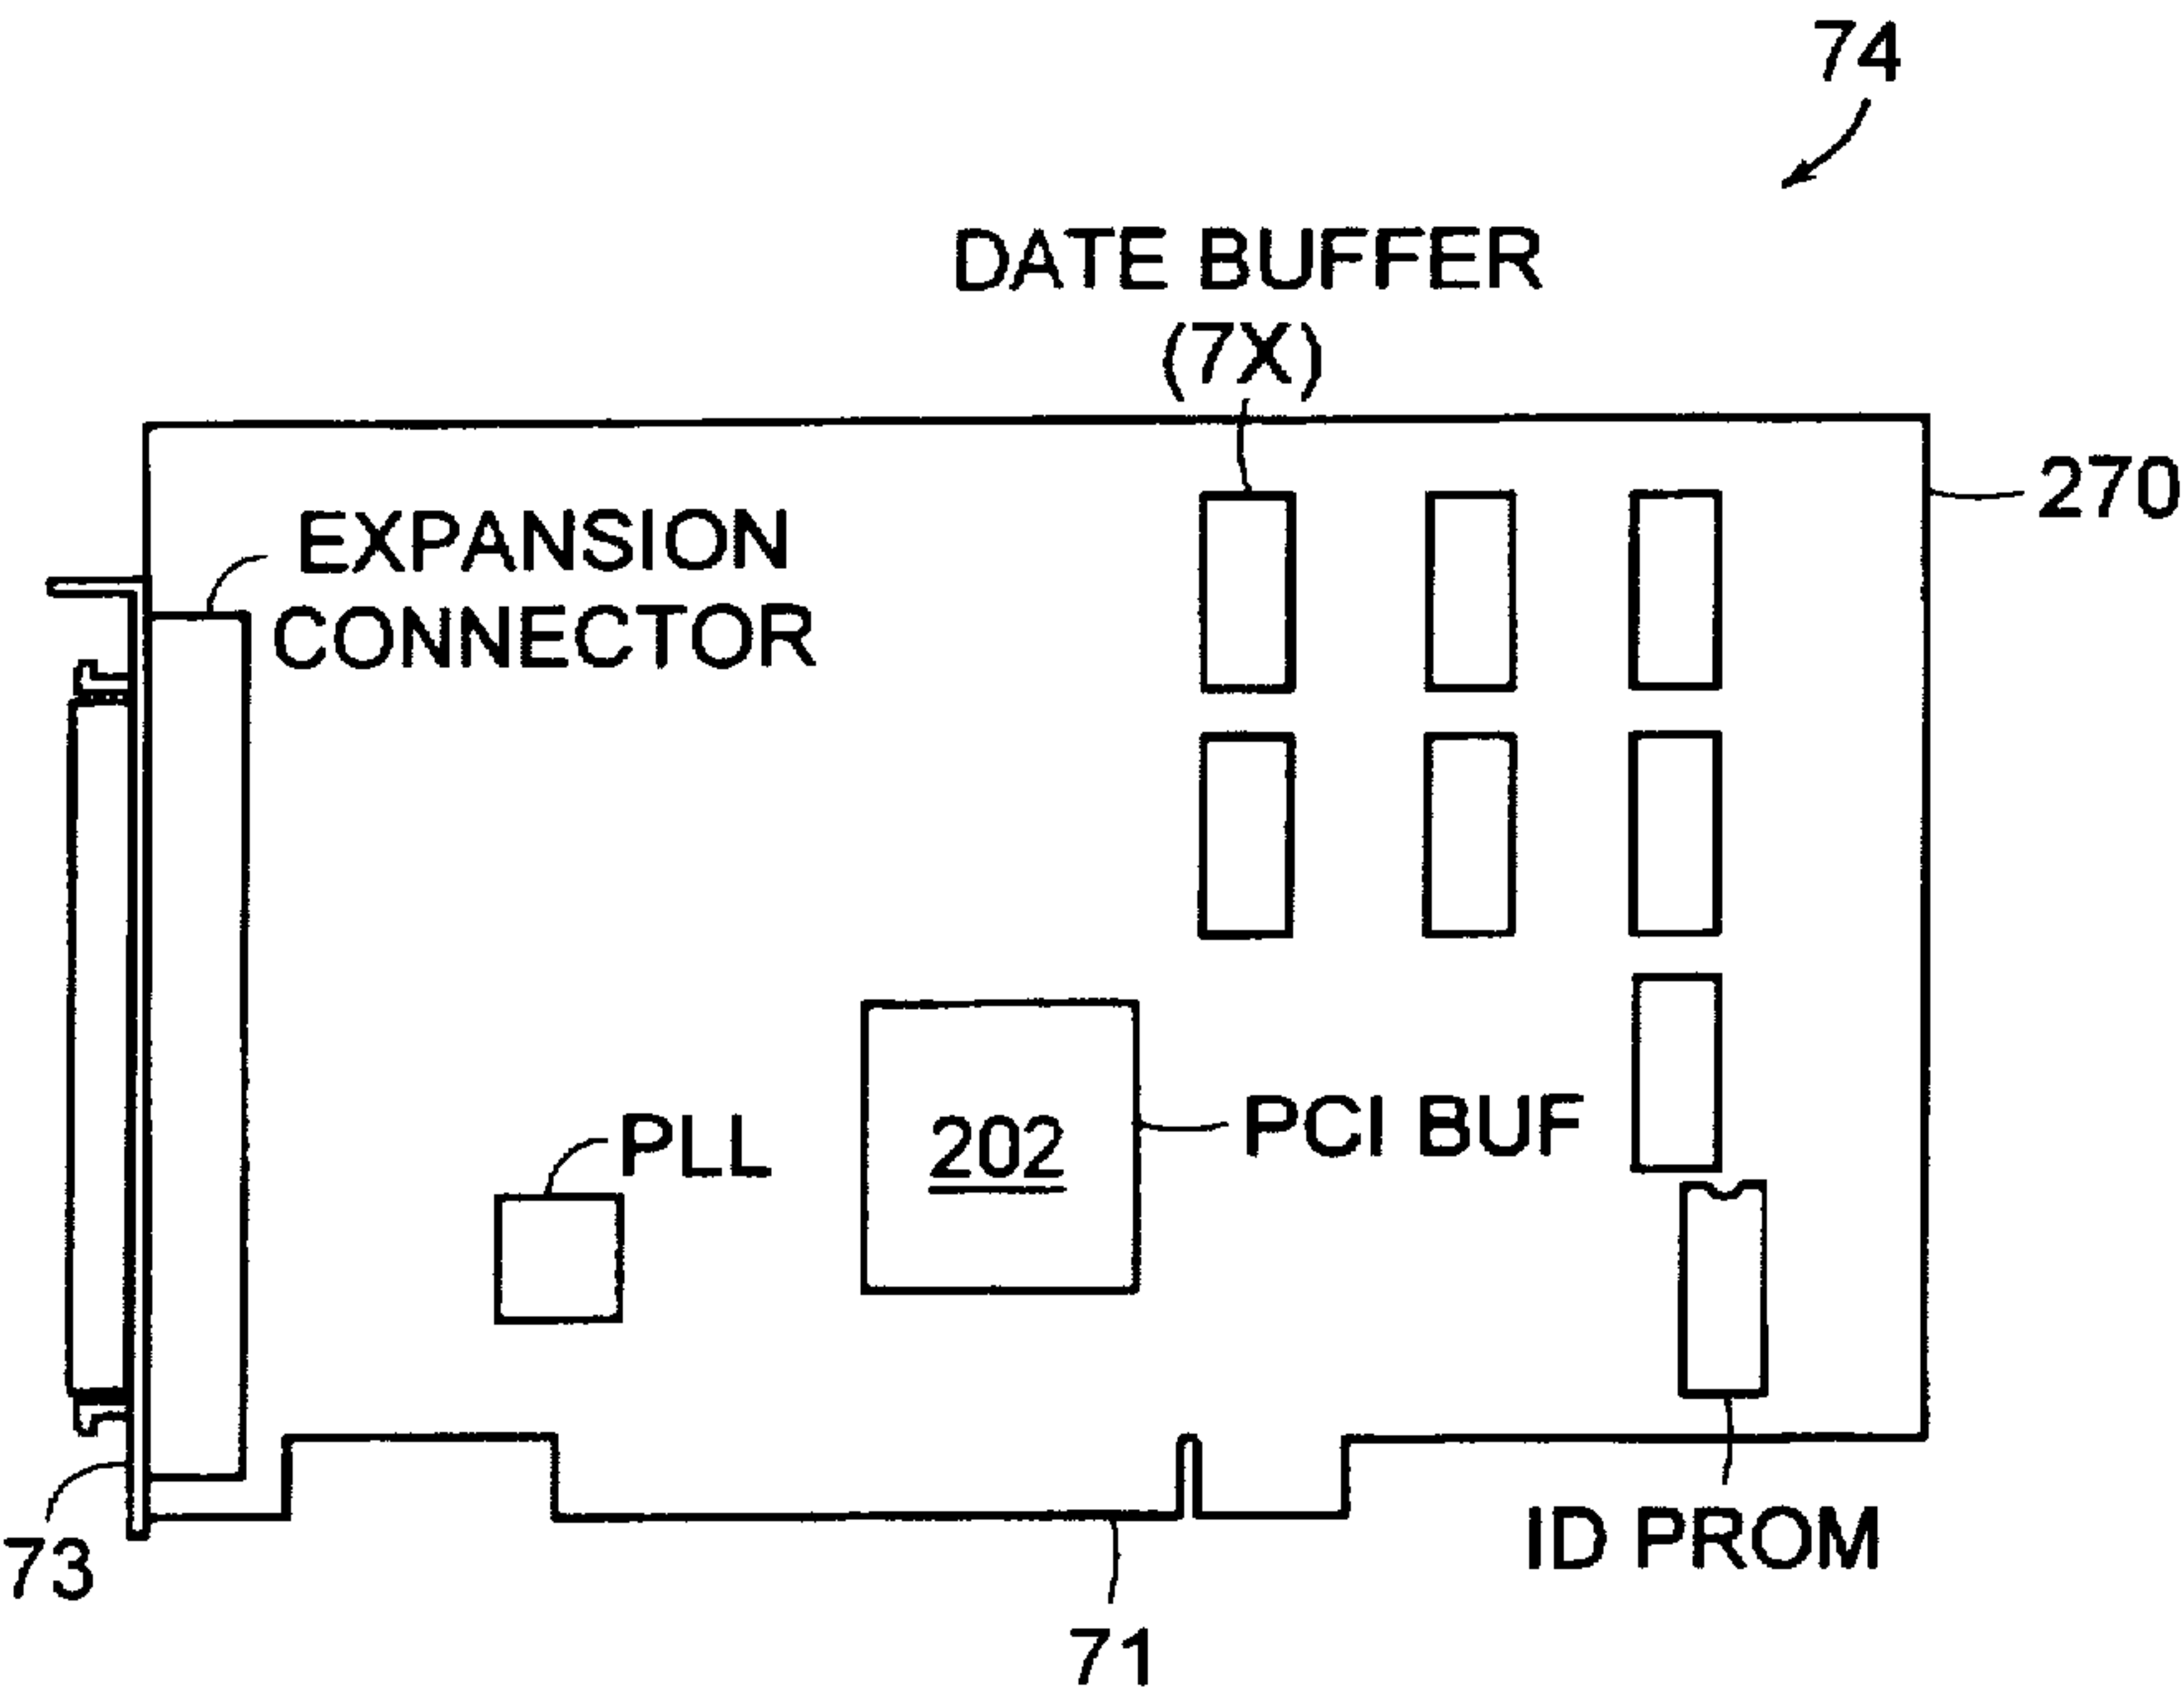 74
DATE BUFFER
(7X)
270
EXPANSION
CONNECTOR
PLL
202
PCI BUF
ID PROM
73
71